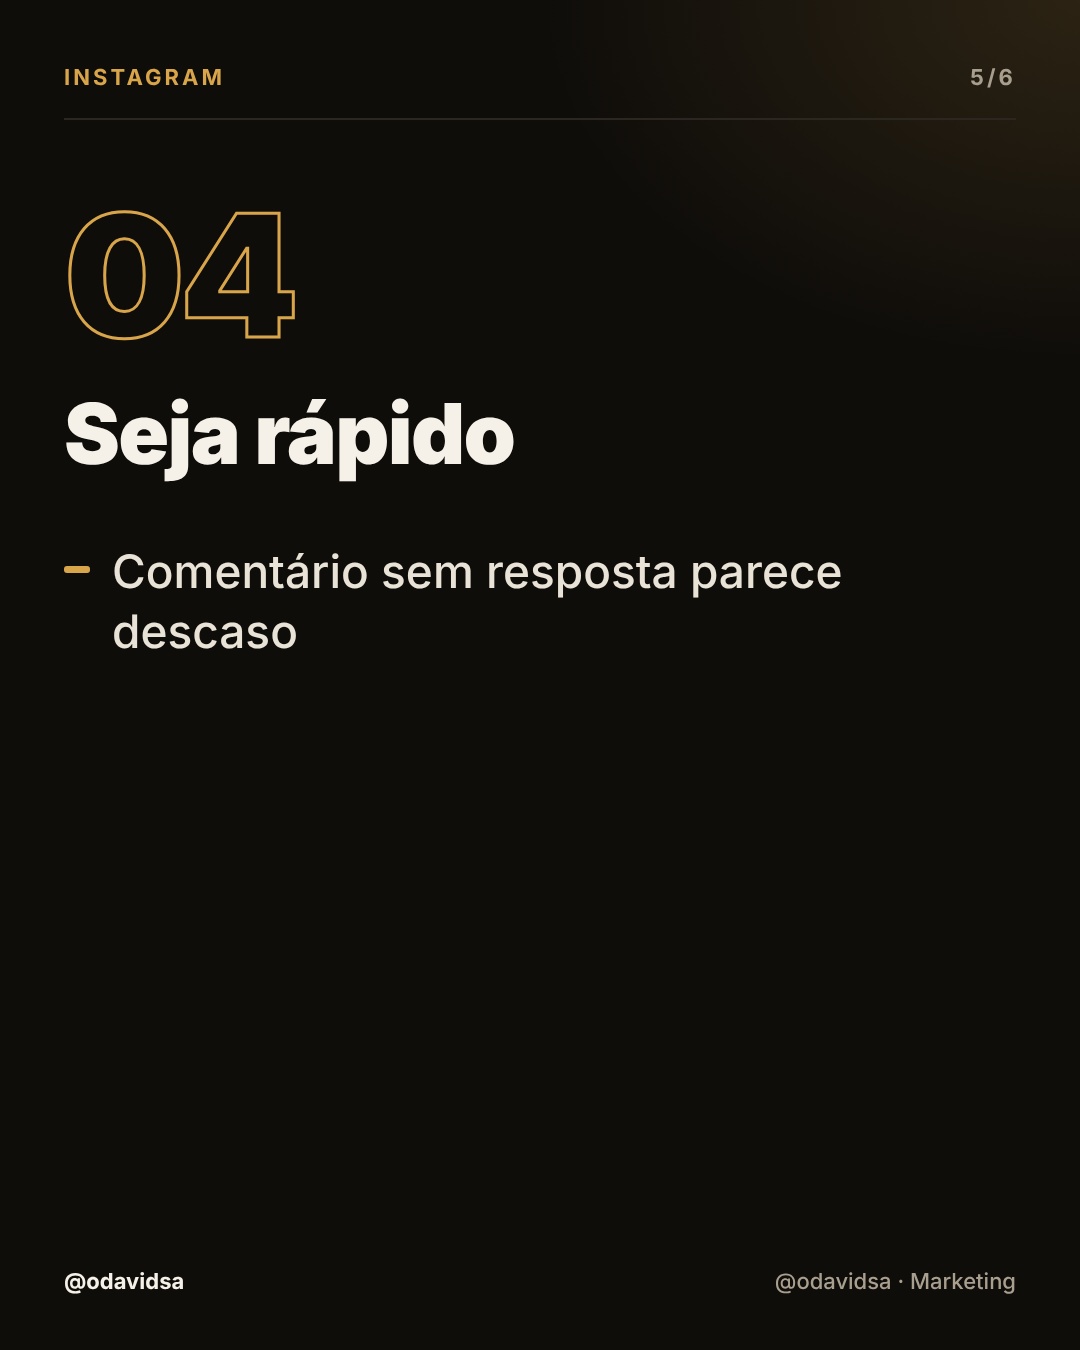 INSTAGRAM
5/6
04
Seja rápido
Comentário sem resposta parece
descaso
@odavidsa
@odavidsa · Marketing